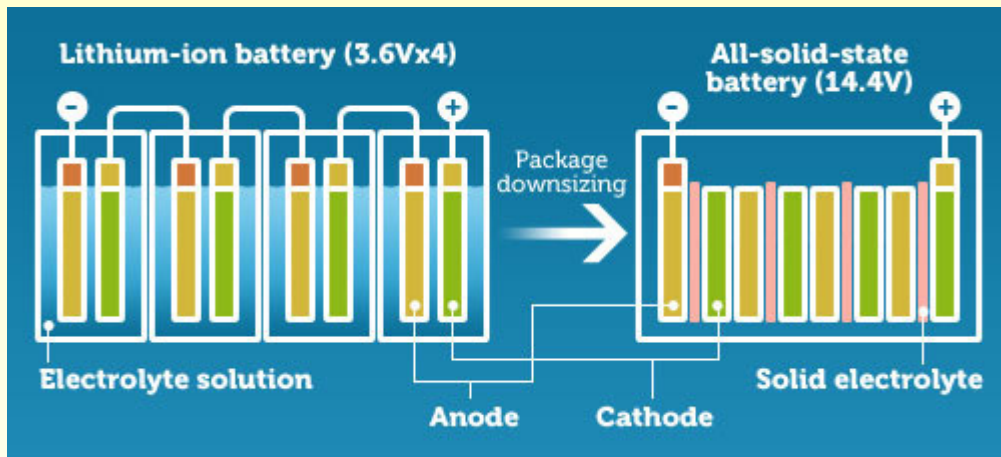 Lithium-ion battery (3.6Vx4)
All-solid-state
battery (14.4V)
-
+
-
+
Package
downsizing
Electrolyte solution
Solid electrolyte
Anode
Cathode